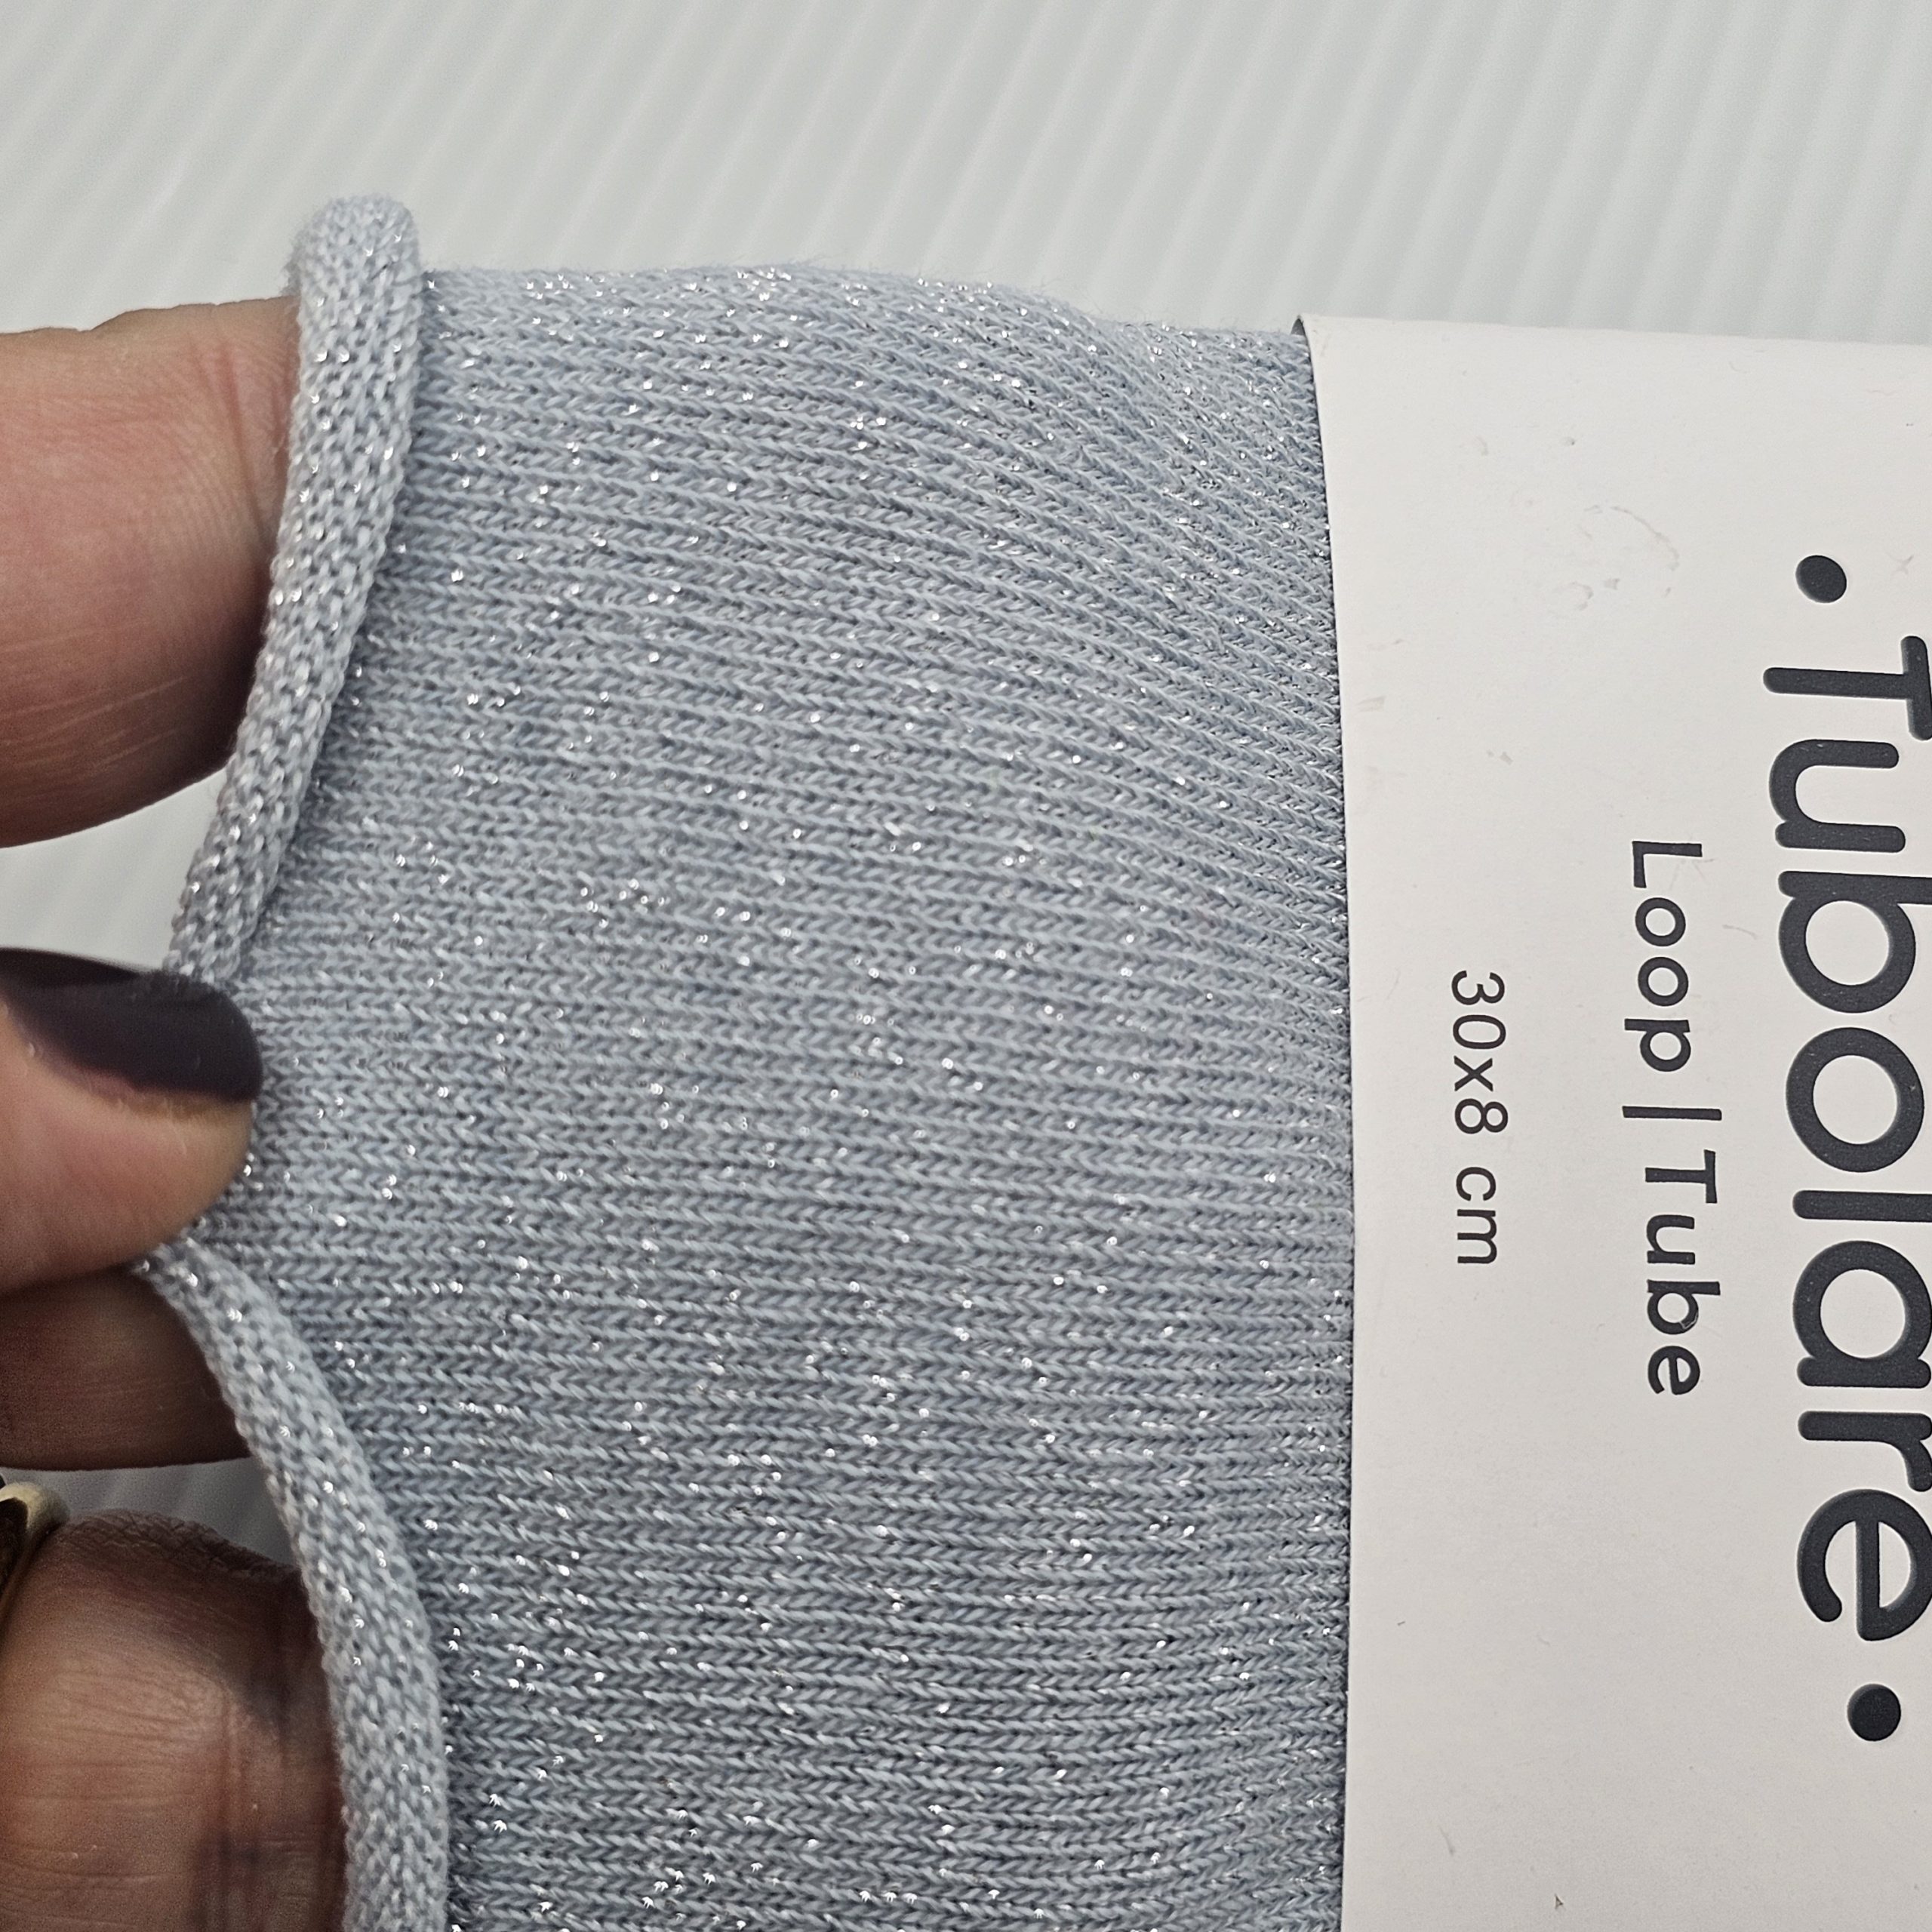 • Tubolare •
Loop | Tube
30x8 cm